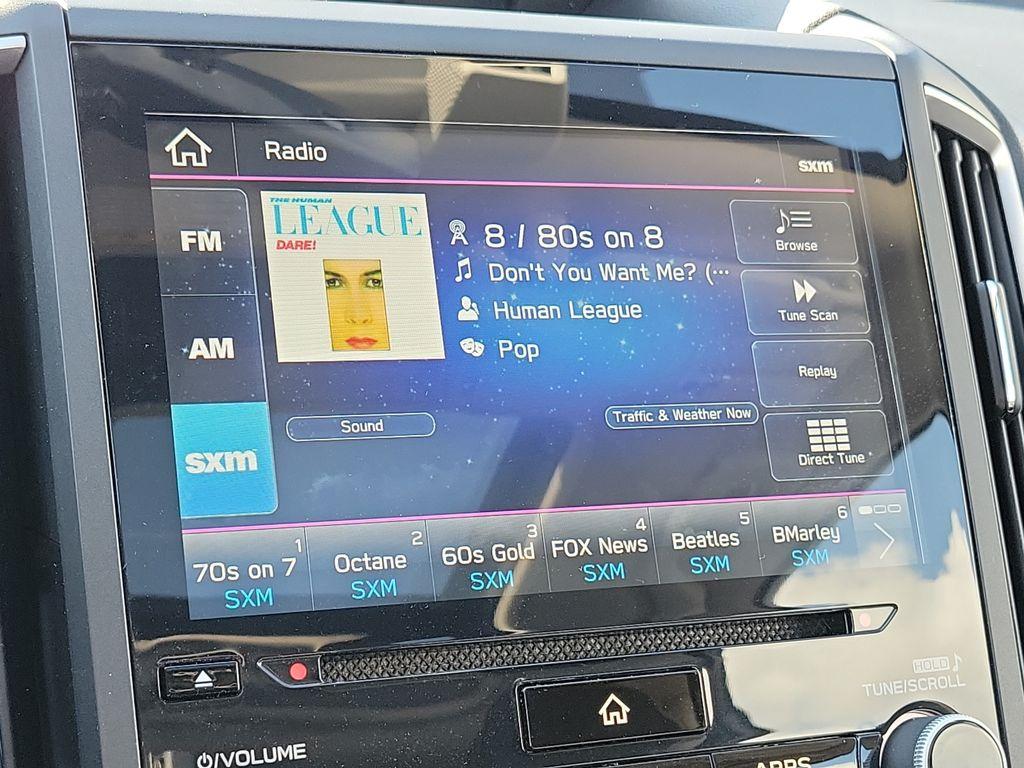 Radio
sxm
FM
AM
sxm
THE HUMAN
LEAGUE
DARE!
8 / 80s on 8
Don't You Want Me? (...
Human League
Pop
Browse
Tune Scan
Replay
Direct Tune
Sound
Traffic & Weather Now
1
70s on 7
SXM
2
Octane
SXM
3
60s Gold
SXM
4
FOX News
SXM
5
Beatles
SXM
6
BMarley
SXM
HOLD
TUNE/SCROLL
/VOLUME
APPS